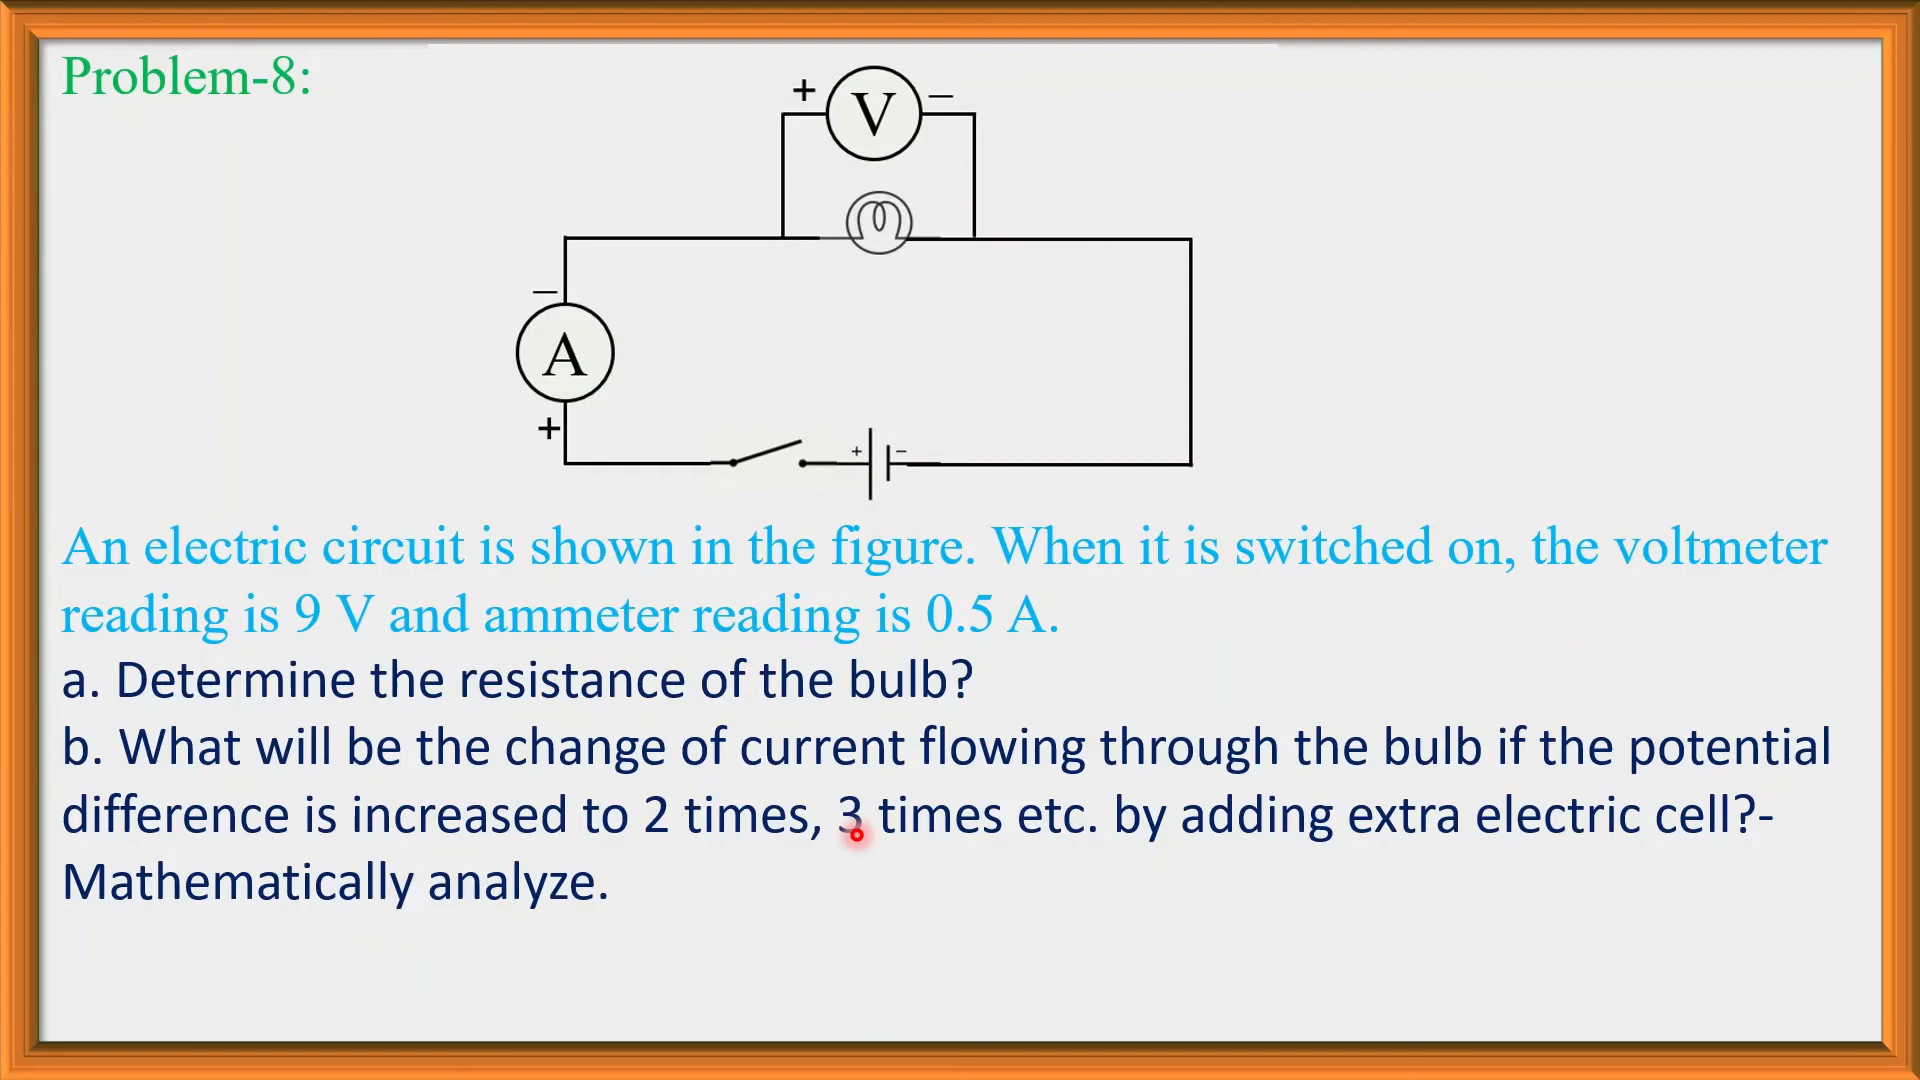 Problem-8:
+ V –
–
A
+
+ –
An electric circuit is shown in the figure. When it is switched on, the voltmeter
reading is 9 V and ammeter reading is 0.5 A.
a. Determine the resistance of the bulb?
b. What will be the change of current flowing through the bulb if the potential
difference is increased to 2 times, 3 times etc. by adding extra electric cell?-
Mathematically analyze.